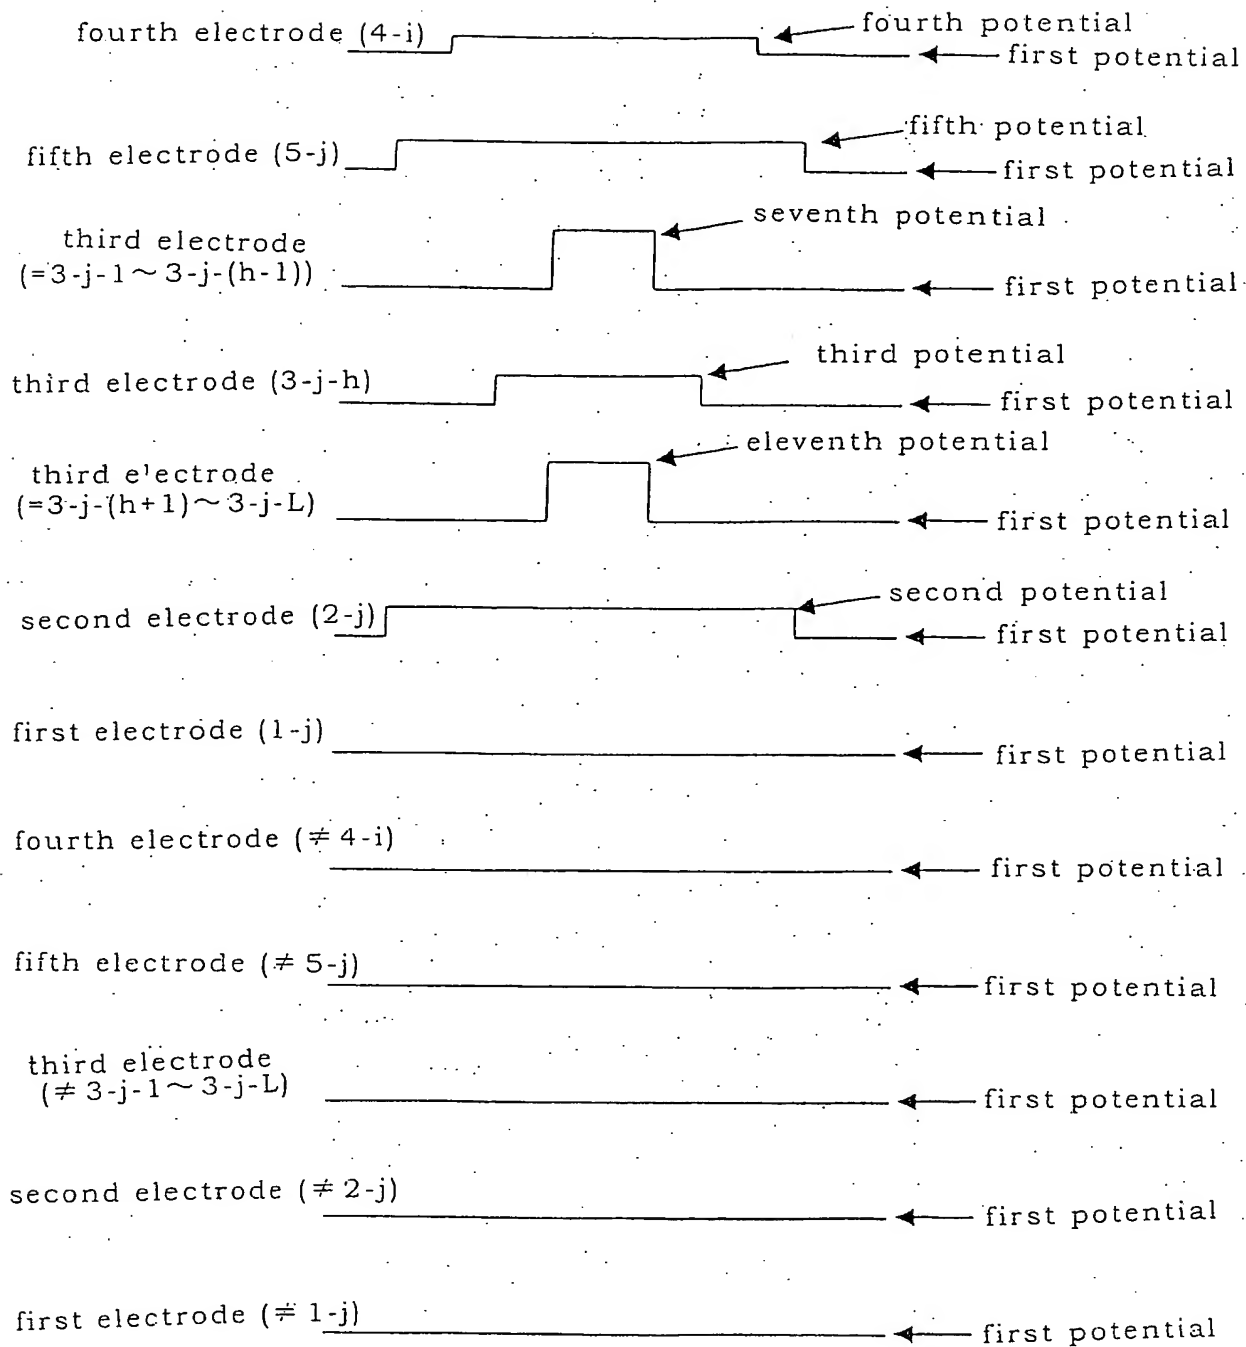 fourth electrode (4-i)
fourth potential
first potential
fifth electrode (5-j)
fifth potential
first potential
third electrode
(=3-j-1～3-j-(h-1))
seventh potential
first potential
third electrode (3-j-h)
third potential
first potential
third e'ectrode
(=3-j-(h+1)～3-j-L)
eleventh potential
first potential
second electrode (2-j)
second potential
first potential
first electrode (1-j)
first potential
fourth electrode (≠ 4-i)
first potential
fifth electrode (≠ 5-j)
first potential
third electrode
(≠ 3-j-1～3-j-L)
first potential
second electrode (≠ 2-j)
first potential
first electrode (≠ 1-j)
first potential